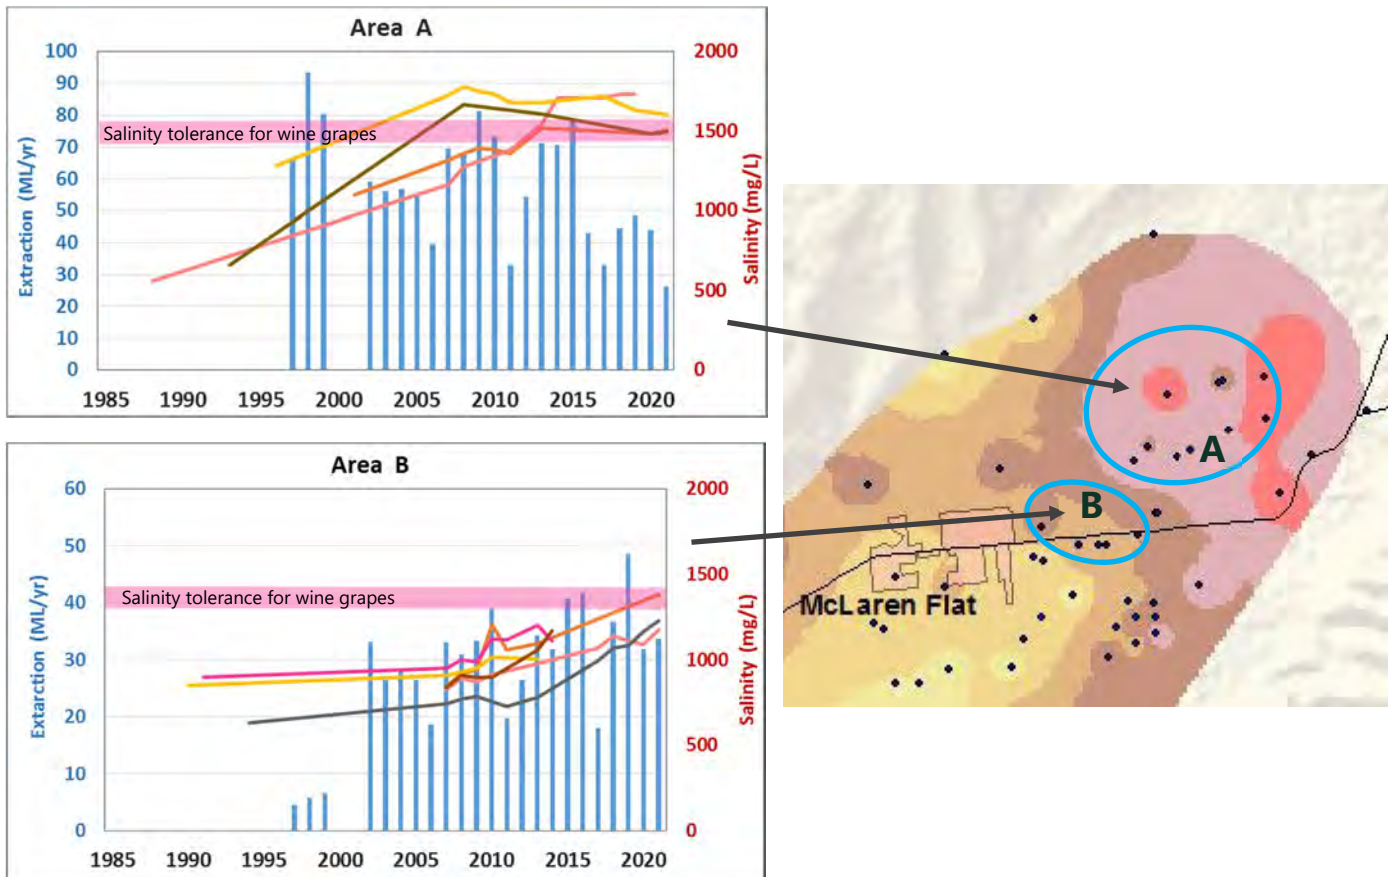 Area A
100
90
80
70
60
50
40
30
20
10
0
Extraction (ML/yr)
Salinity tolerance for wine grapes
2000
1500
1000
500
0
Salinity (mg/L)
1985 1990 1995 2000 2005 2010 2015 2020
Area B
60
50
40
30
20
10
0
Extarction (ML/yr)
Salinity tolerance for wine grapes
2000
1500
1000
500
0
Salinity (mg/L)
1985 1990 1995 2000 2005 2010 2015 2020
A
B
McLaren Flat